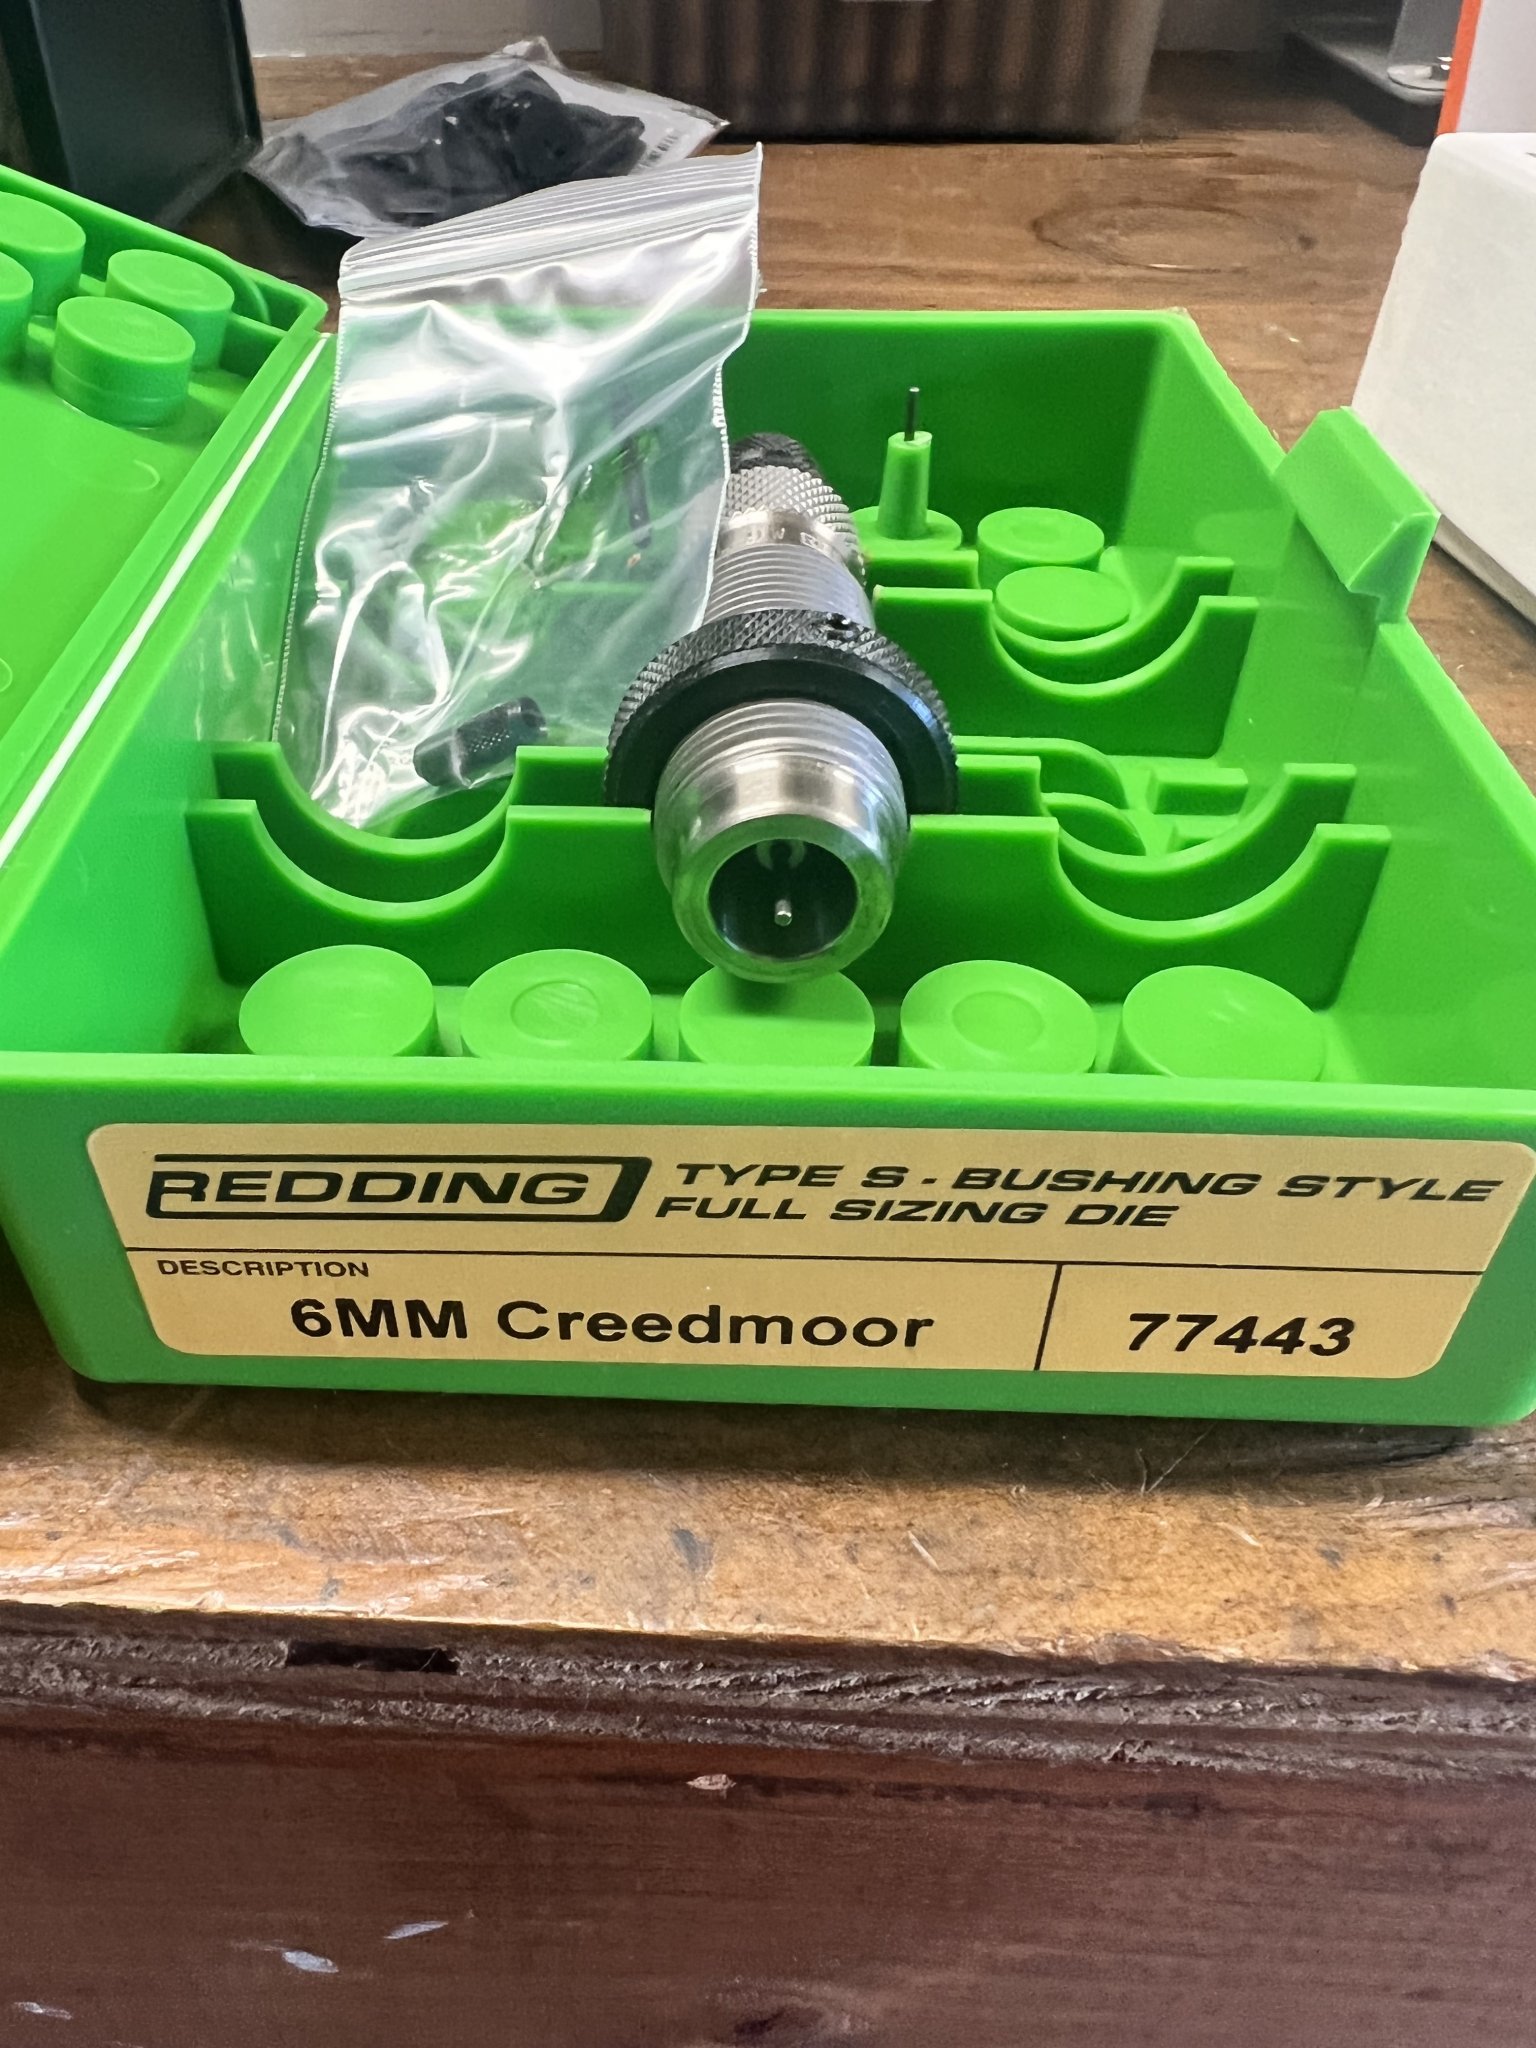 REDDING
TYPE S - BUSHING STYLE
FULL SIZING DIE
DESCRIPTION
6MM Creedmoor
77443